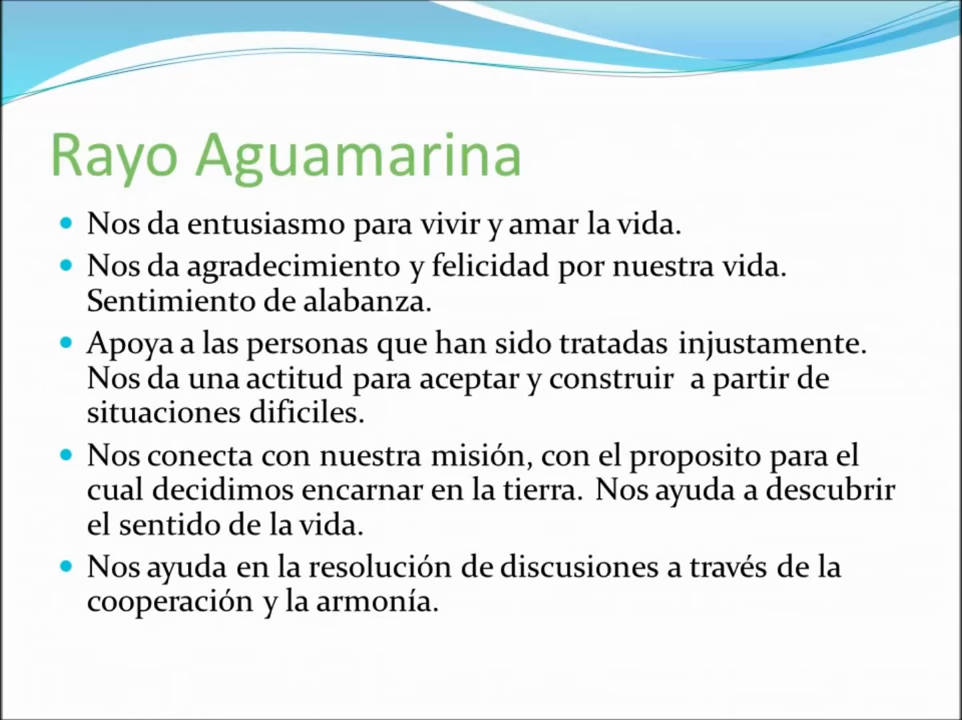 Rayo Aguamarina
• Nos da entusiasmo para vivir y amar la vida.
• Nos da agradecimiento y felicidad por nuestra vida.
Sentimiento de alabanza.
• Apoya a las personas que han sido tratadas injustamente.
Nos da una actitud para aceptar y construir a partir de
situaciones dificiles.
• Nos conecta con nuestra misión, con el proposito para el
cual decidimos encarnar en la tierra. Nos ayuda a descubrir
el sentido de la vida.
• Nos ayuda en la resolución de discusiones a través de la
cooperación y la armonía.